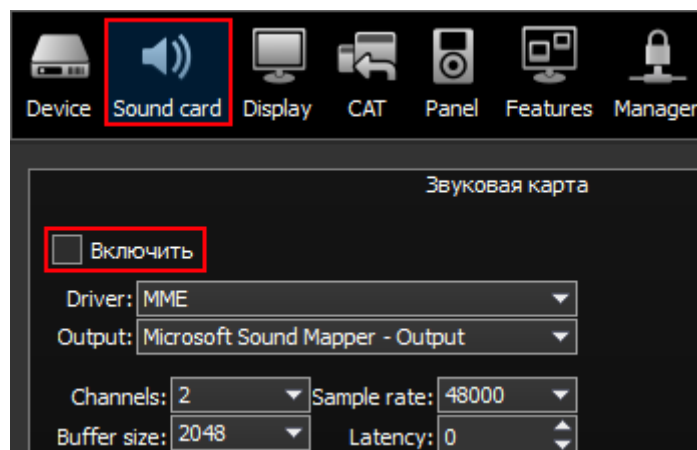 Device Sound card Display CAT Panel Features Manager
Звуковая карта
Включить
Driver: MME
Output: Microsoft Sound Mapper - Output
Channels: 2 Sample rate: 48000
Buffer size: 2048 Latency: 0